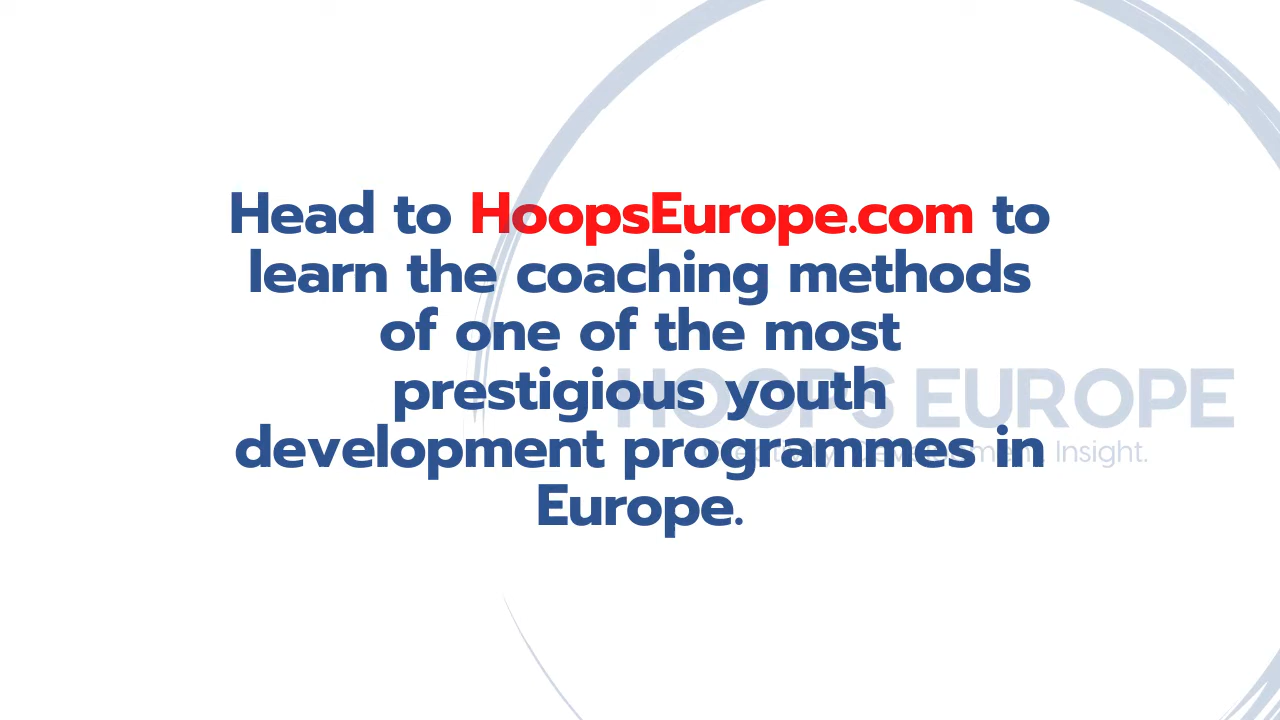 Head to HoopsEurope.com to
learn the coaching methods
of one of the most
prestigious youth
development programmes in
Europe.
HOOPS EUROPE
Insight.